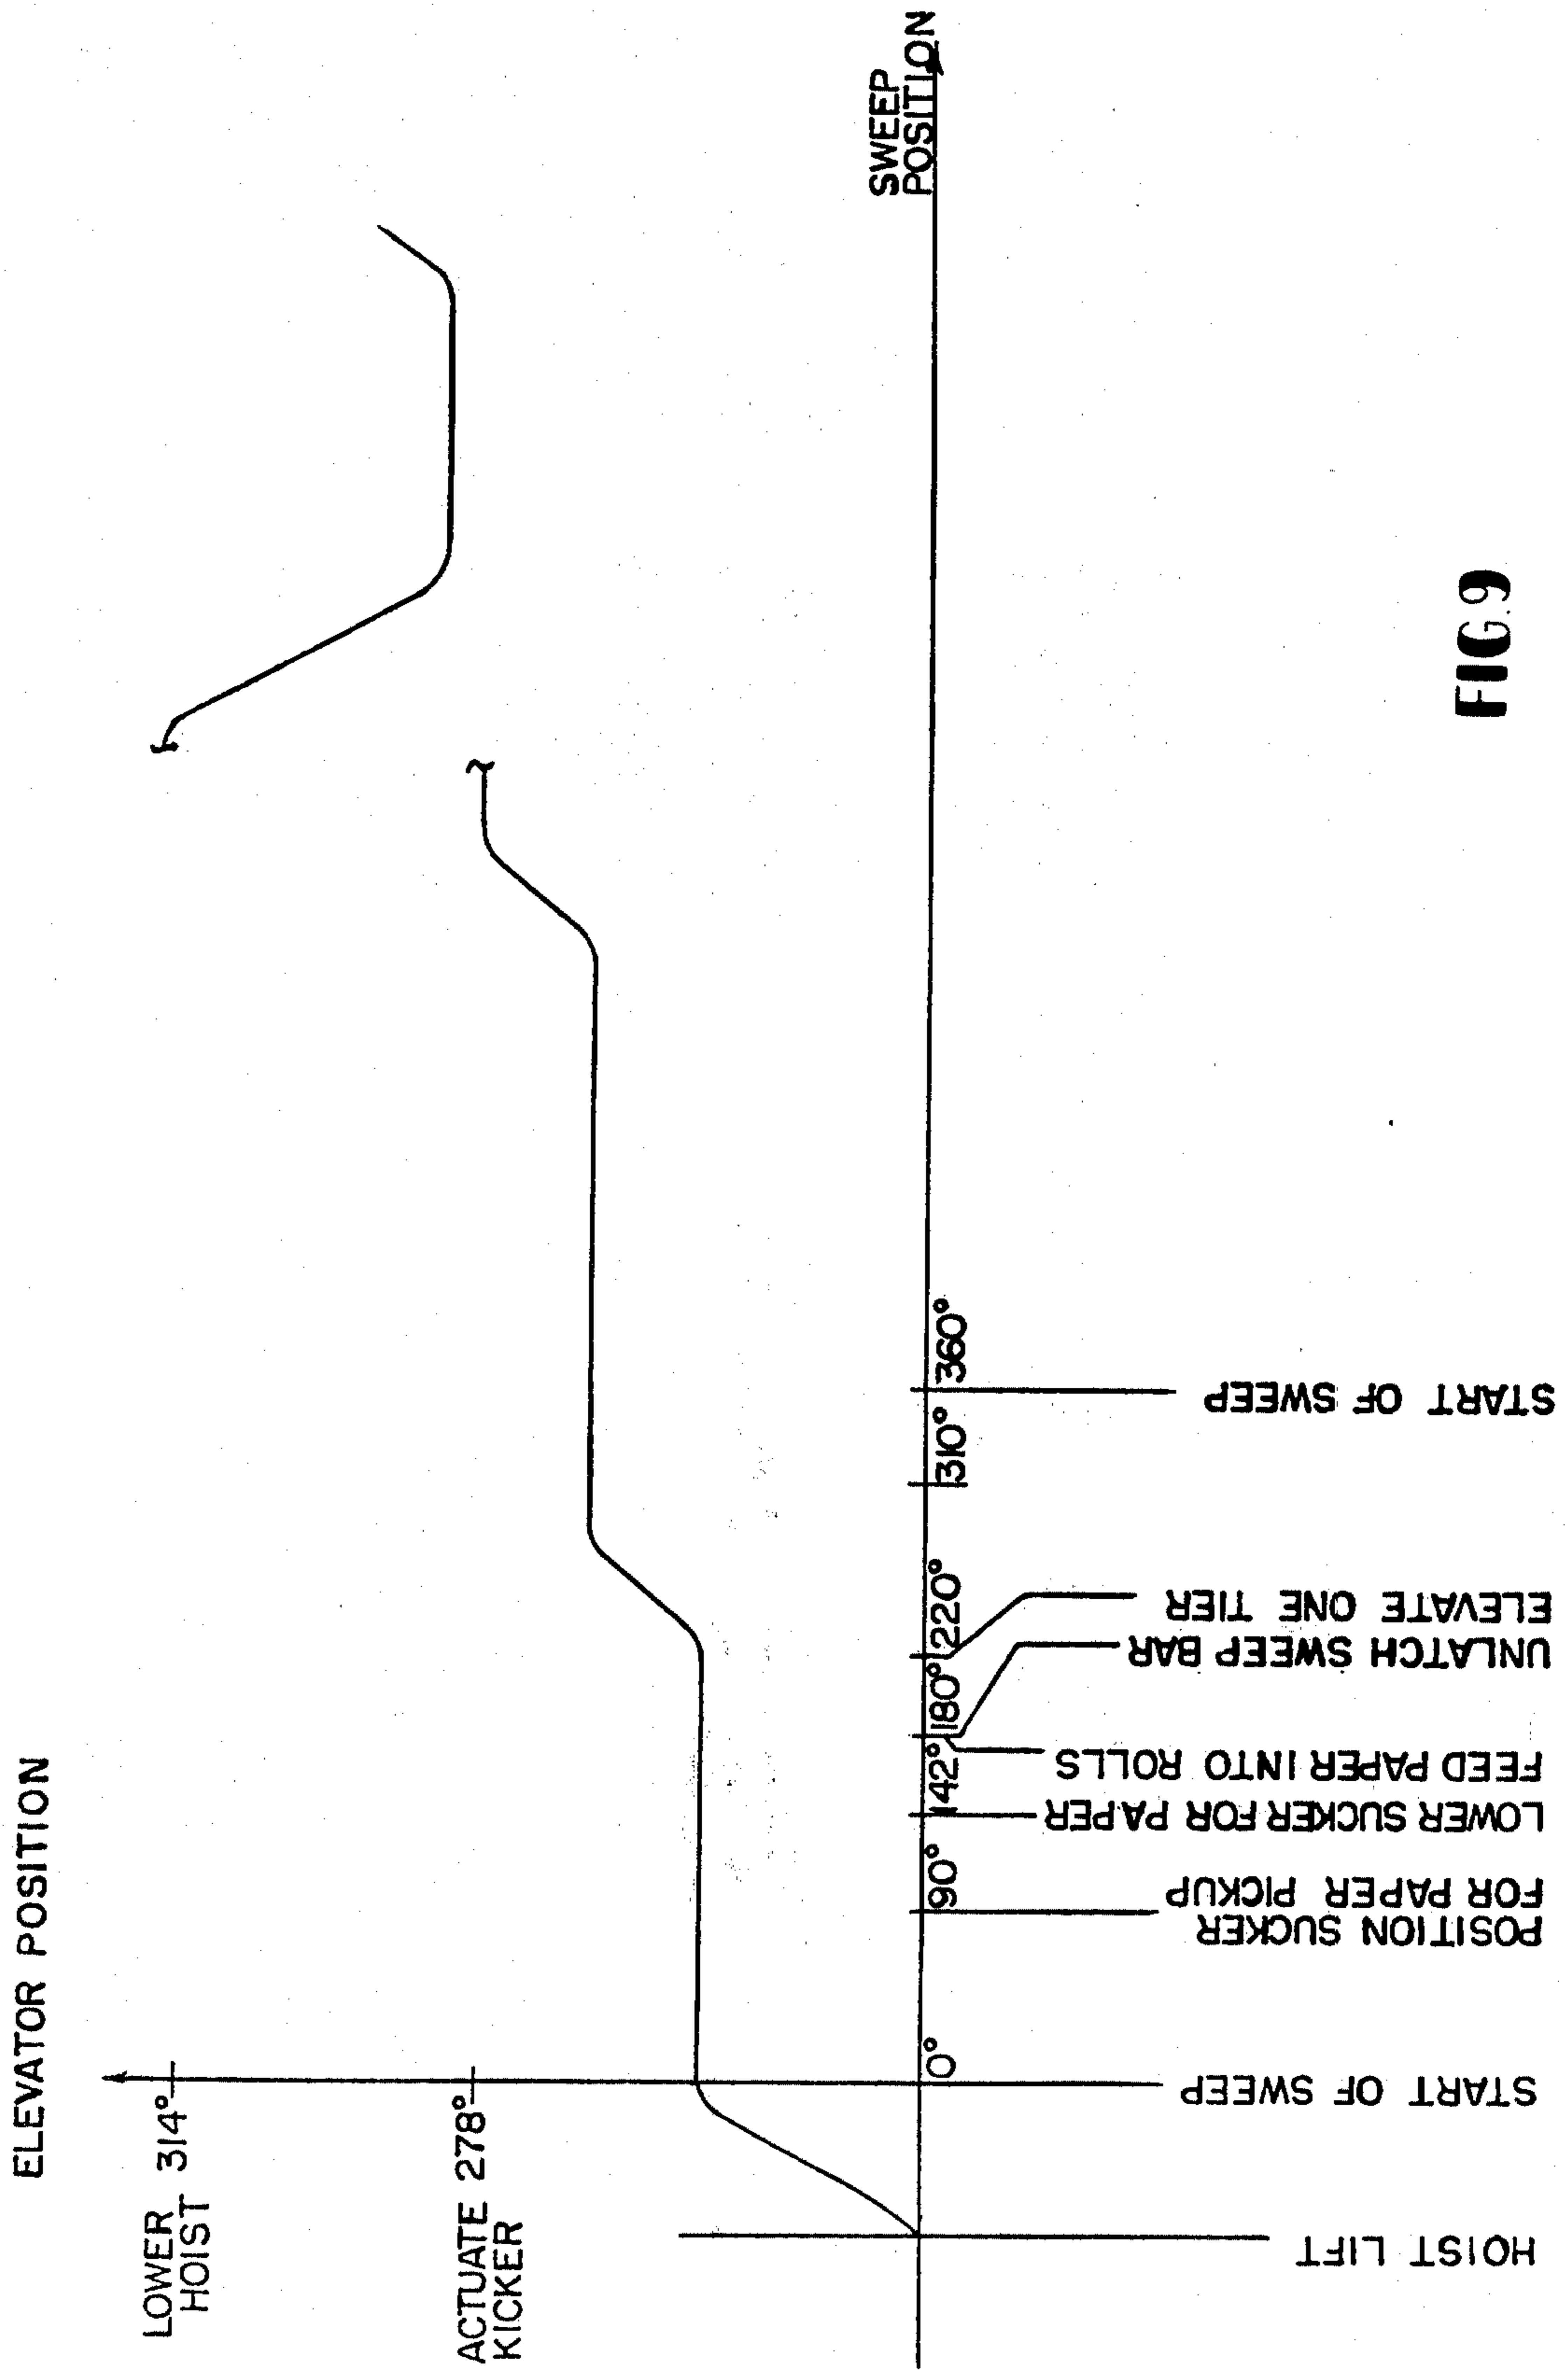 ELEVATOR POSITION
LOWER
HOIST
314°
ACTUATE
KICKER
278°
SWEEP
POSITION
0°
90°
142°
180°
220°
310°
360°
HOIST LIFT
START OF SWEEP
POSITION SUCKER
FOR PAPER PICKUP
LOWER SUCKER FOR PAPER
FEED PAPER INTO ROLLS
UNLATCH SWEEP BAR
ELEVATE ONE TIER
START OF SWEEP
FIG.9